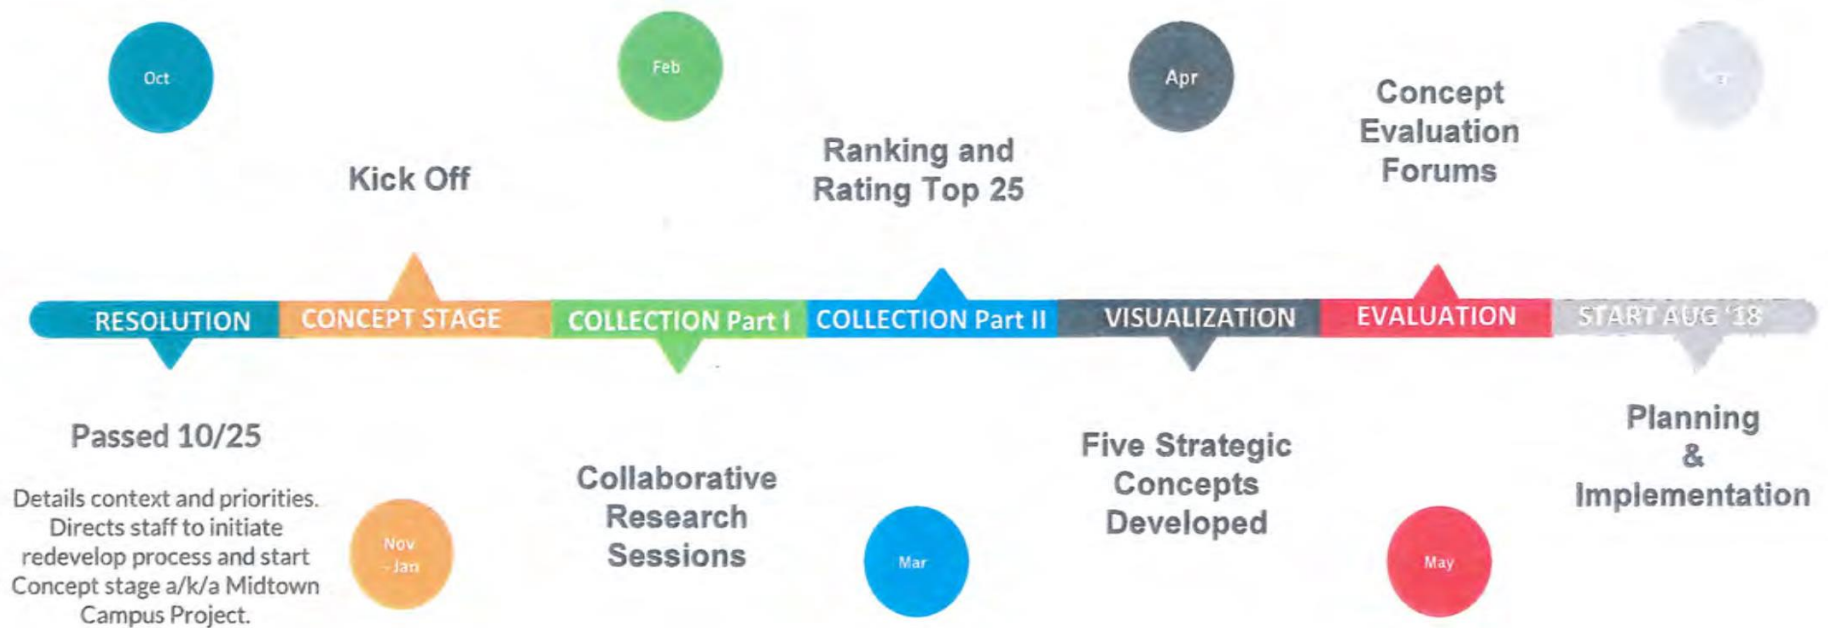 Oct
Feb
Apr
Concept
Evaluation
Forums
Kick Off
Ranking and
Rating Top 25
RESOLUTION
CONCEPT STAGE
COLLECTION Part I
COLLECTION Part II
VISUALIZATION
EVALUATION
START AUG '18
Passed 10/25
Details context and priorities.
Directs staff to initiate
redevelop process and start
Concept stage a/k/a Midtown
Campus Project.
Nov
- Jan
Collaborative
Research
Sessions
Mar
Five Strategic
Concepts
Developed
May
Planning
&
Implementation